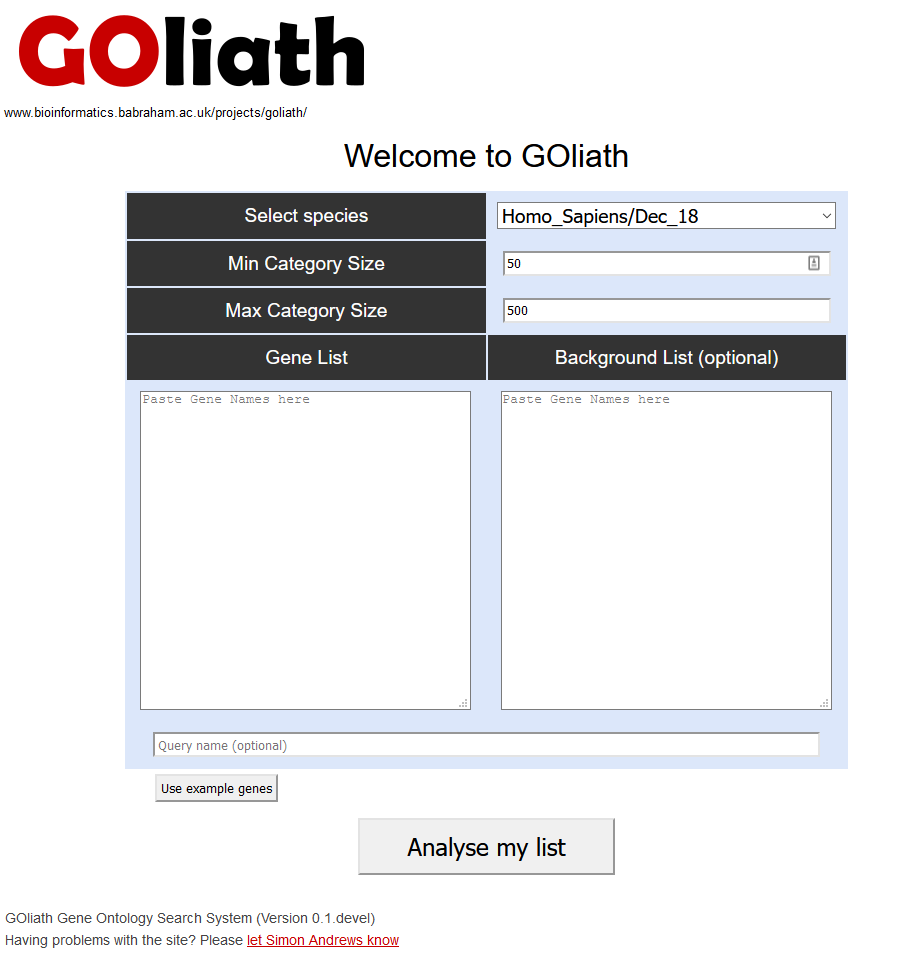 GOliath
www.bioinformatics.babraham.ac.uk/projects/goliath/
Welcome to GOliath
Select species
Homo_Sapiens/Dec_18
Min Category Size
50
Max Category Size
500
Gene List
Background List (optional)
Paste Gene Names here
Paste Gene Names here
Query name (optional)
Use example genes
Analyse my list
GOliath Gene Ontology Search System (Version 0.1.devel)
Having problems with the site? Please let Simon Andrews know